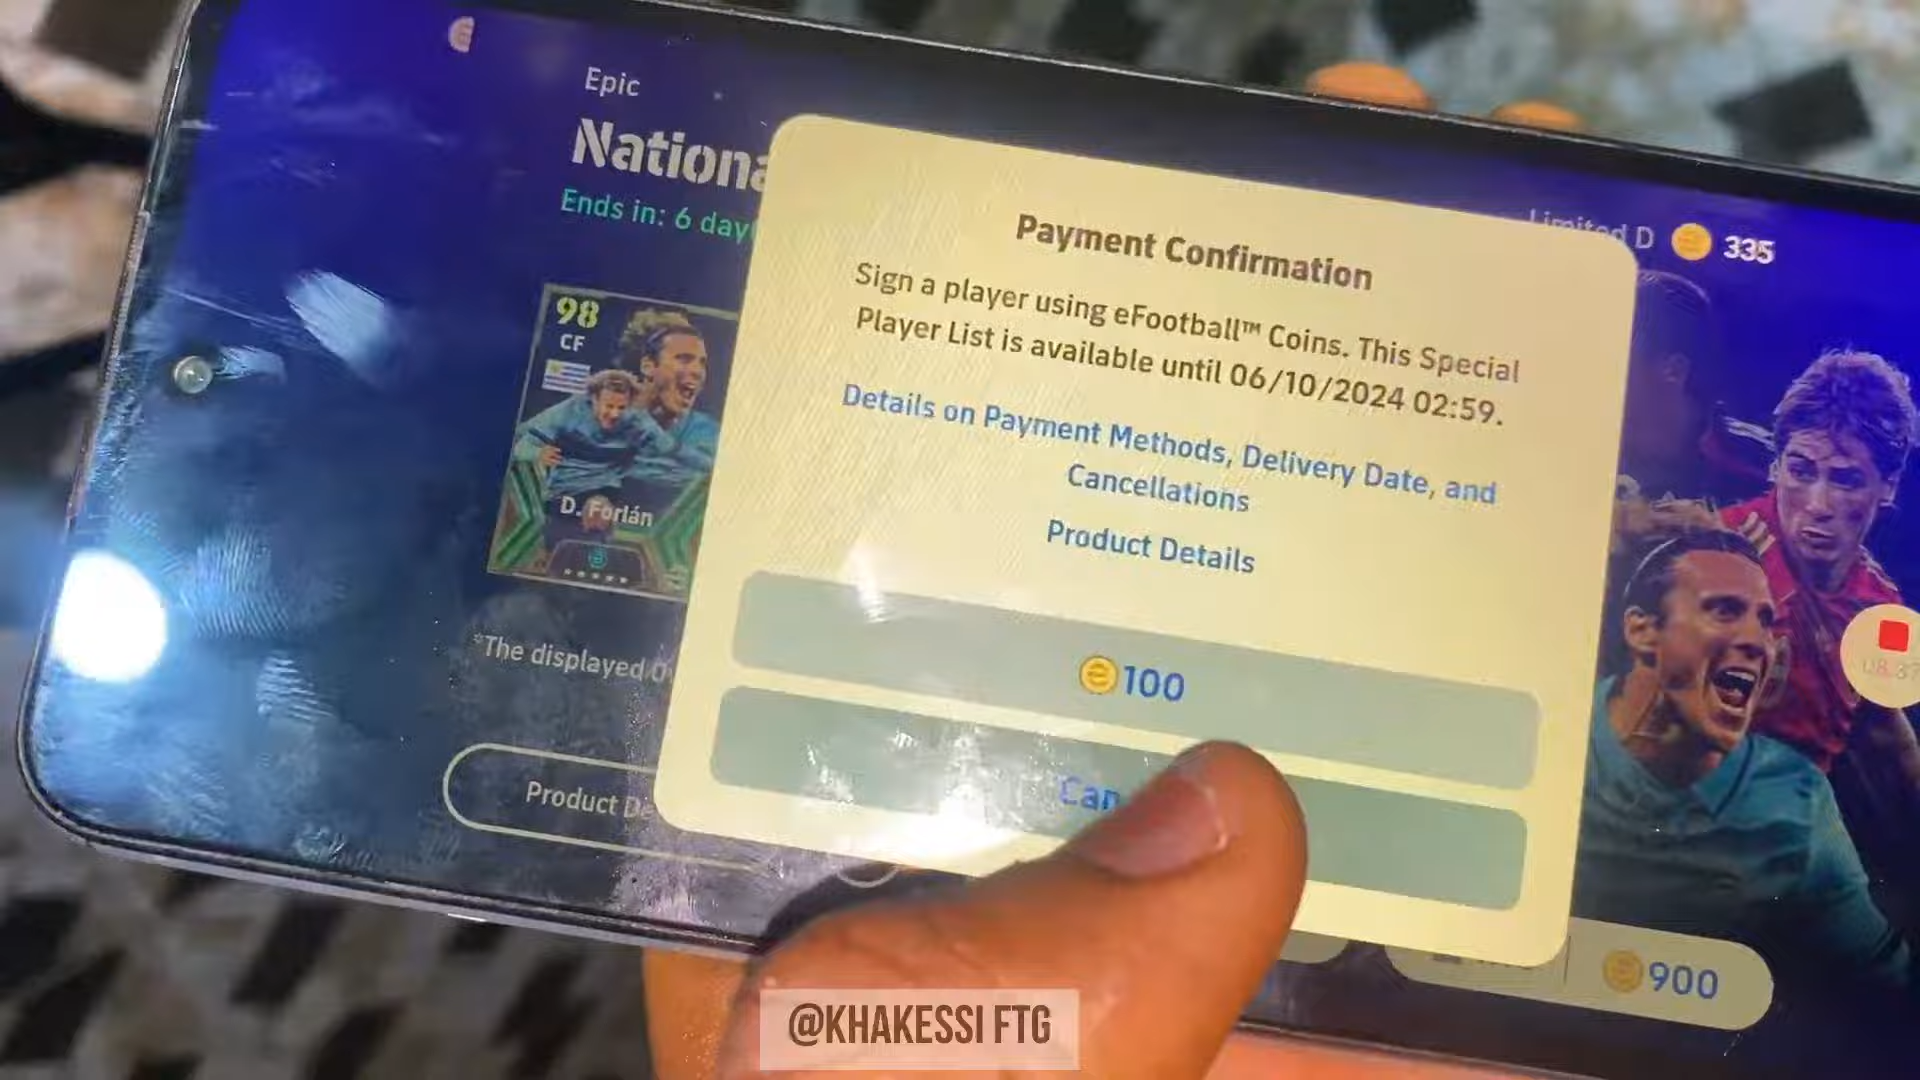 Epic
Nationa
Ends in: 6 day
Limited D
335
98
CF
D. Forlán
*The displayed
Product De
Payment Confirmation
Sign a player using eFootball™ Coins. This Special
Player List is available until 06/10/2024 02:59.
Details on Payment Methods, Delivery Date, and
Cancellations
Product Details
100
Can
900
@KHAKESSI FTG